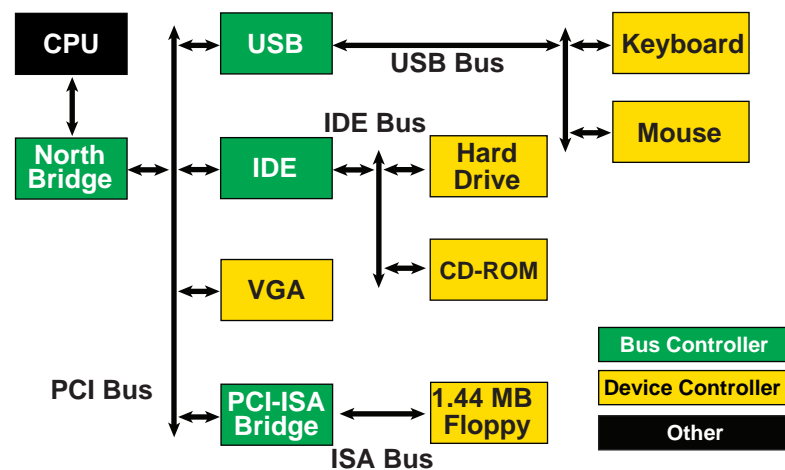 CPU
USB
USB Bus
Keyboard
Mouse
North
Bridge
IDE
IDE Bus
Hard
Drive
CD-ROM
VGA
PCI Bus
PCI-ISA
Bridge
ISA Bus
1.44 MB
Floppy
Bus Controller
Device Controller
Other